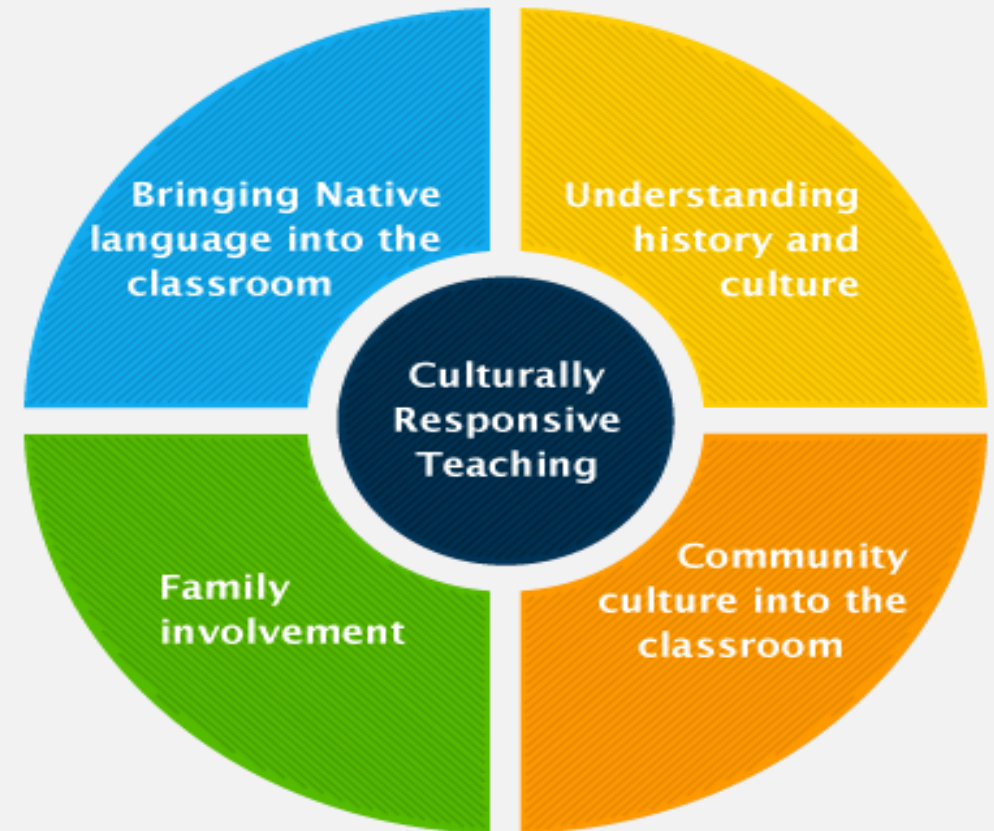 Bringing Native
language into the
classroom
Understanding
history and
culture
Culturally
Responsive
Teaching
Family
involvement
Community
culture into the
classroom